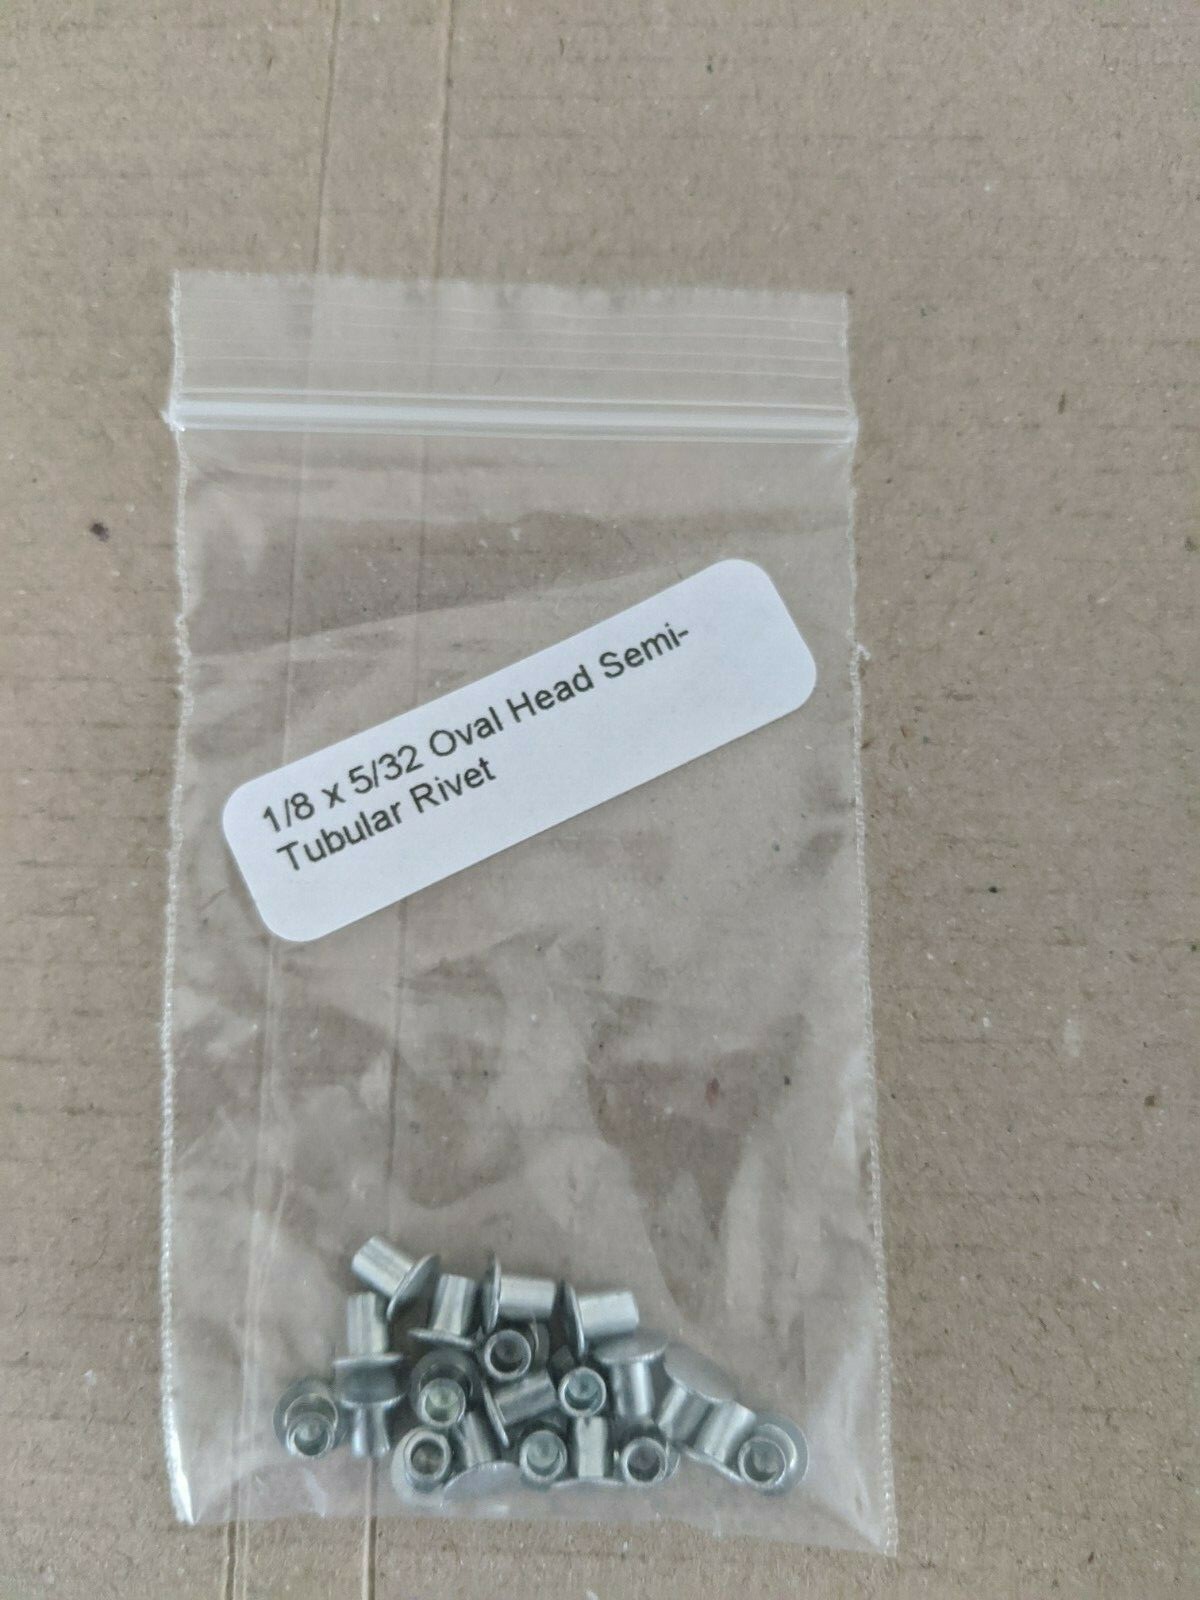 1/8 x 5/32 Oval Head Semi-
Tubular Rivet